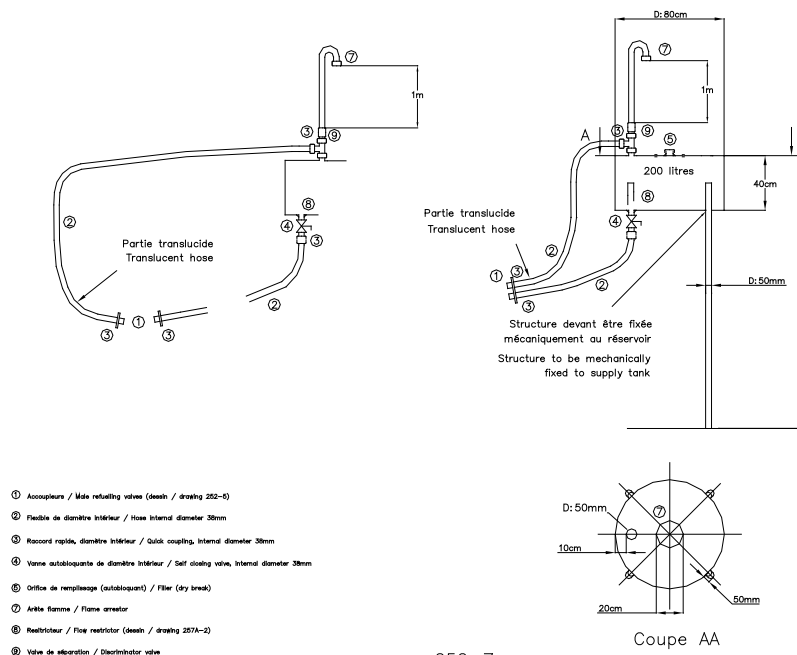 D: 80cm
⑦
⑦
1m
1m
③
⑨
A
③
⑨
⑤
200 litres
40cm
⑧
⑧
②
④
③
Partie translucide
Translucent hose
④
Partie translucide
Translucent hose
②
③
①
②
②
③
D: 50mm
①
③
③
Structure devant être fixée
mécaniquement au réservoir
Structure to be mechanically
fixed to supply tank
① Accoupleurs / Male refuelling valves (dessin / drawing 252-5)
② Flexible de diamètre intérieur / Hose internal diameter 38mm
③ Raccord rapide, diamètre intérieur / Quick coupling, internal diameter 38mm
④ Vanne autobloquante de diamètre intérieur / Self closing valve, internal diameter 38mm
⑤ Orifice de remplissage (autobloquant) / Filler (dry break)
⑦ Arête flamme / Flame arrestor
⑧ Restricteur / Flow restrictor (dessin / drawing 257A-2)
⑨ Valve de séparation / Discriminator valve
⑦
D: 50mm
10cm
20cm
50mm
Coupe AA